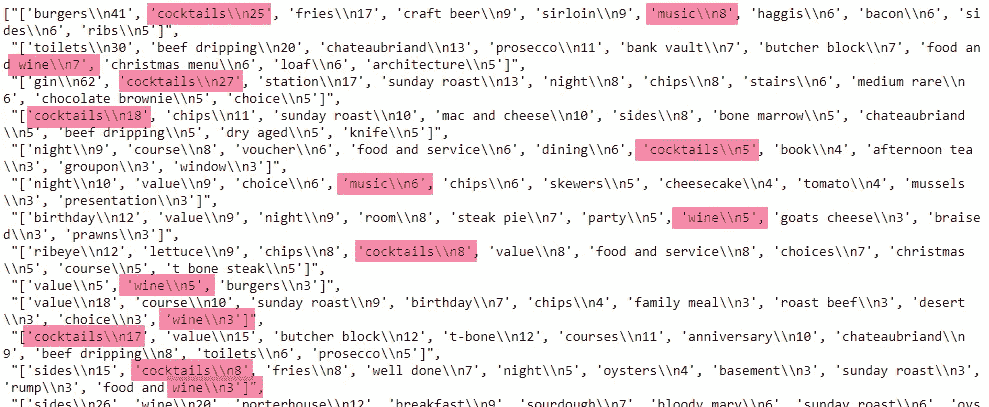 ["['burgers\\n41', 'cocktails\\n25', 'fries\\n17', 'craft beer\\n9', 'sirloin\\n9', 'music\\n8', 'haggis\\n6', 'bacon\\n6', 'si
des\\n6', 'ribs\\n5']",
"['toilets\\n30', 'beef dripping\\n20', 'chateaubriand\\n13', 'prosecco\\n11', 'bank vault\\n7', 'butcher block\\n7', 'food an
d wine\\n7', 'christmas menu\\n6', 'loaf\\n6', 'architecture\\n5']",
"['gin\\n62', 'cocktails\\n27', 'station\\n17', 'sunday roast\\n13', 'night\\n8', 'chips\\n8', 'stairs\\n6', 'medium rare\\n
6', 'chocolate brownie\\n5', 'choice\\n5']",
"['cocktails\\n18', 'chips\\n11', 'sunday roast\\n10', 'mac and cheese\\n10', 'sides\\n8', 'bone marrow\\n5', 'chateaubriand
\\n5', 'beef dripping\\n5', 'dry aged\\n5', 'knife\\n5']",
"['night\\n9', 'course\\n8', 'voucher\\n6', 'food and service\\n6', 'dining\\n6', 'cocktails\\n5', 'book\\n4', 'afternoon tea
\\n3', 'groupon\\n3', 'window\\n3']",
"['night\\n10', 'value\\n9', 'choice\\n6', 'music\\n6', 'chips\\n6', 'skewers\\n5', 'cheesecake\\n4', 'tomato\\n4', 'mussels
\\n3', 'presentation\\n3']",
"['birthday\\n12', 'value\\n9', 'night\\n9', 'room\\n8', 'steak pie\\n7', 'party\\n5', 'wine\\n5', 'goats cheese\\n3', 'braise
d\\n3', 'prawns\\n3']",
"['ribeye\\n12', 'lettuce\\n9', 'chips\\n8', 'cocktails\\n8', 'value\\n8', 'food and service\\n8', 'choices\\n7', 'christmas
\\n5', 'course\\n5', 't bone steak\\n5']",
"['value\\n5', 'wine\\n5', 'burgers\\n3']",
"['value\\n18', 'course\\n10', 'sunday roast\\n9', 'birthday\\n7', 'chips\\n4', 'family meal\\n3', 'roast beef\\n3', 'desert
\\n3', 'choice\\n3', 'wine\\n3']",
"['cocktails\\n17', 'value\\n15', 'butcher block\\n12', 't-bone\\n12', 'courses\\n11', 'anniversary\\n10', 'chateaubriand\\n
9', 'beef dripping\\n8', 'toilets\\n6', 'prosecco\\n5']",
"['sides\\n15', 'cocktails\\n8', 'fries\\n8', 'well done\\n7', 'night\\n5', 'oysters\\n4', 'basement\\n3', 'sunday roast\\n3',
'rump\\n3', 'food and wine\\n3']",
"['sides\\n26', 'wine\\n20', 'porterhouse\\n12', 'breakfast\\n9', 'sourdough\\n7', 'bloody mary\\n6', 'sunday roast\\n6', 'oys